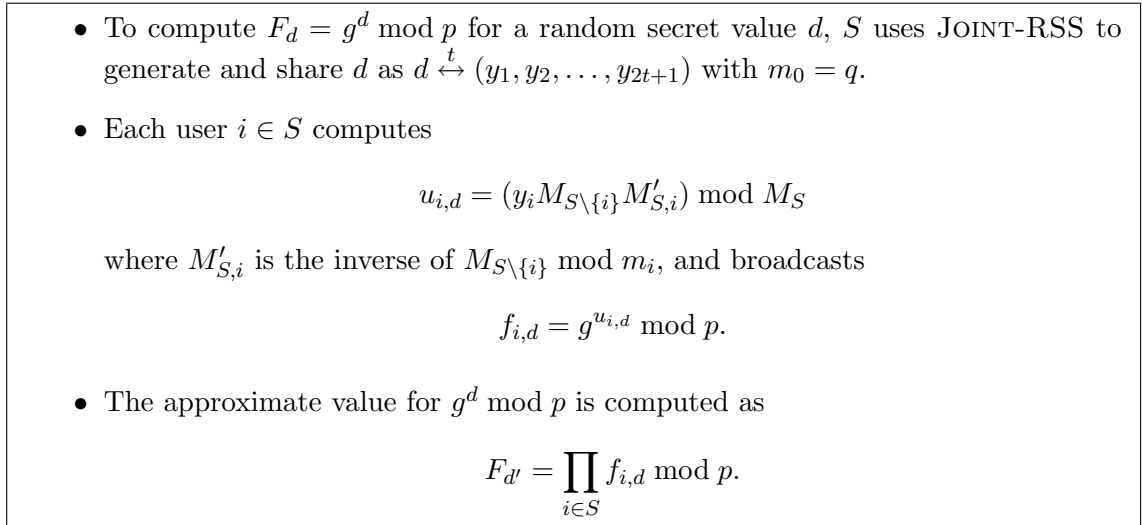 • To compute F_d = g^d mod p for a random secret value d, S uses JOINT-RSS to
generate and share d as d ↔^t (y_1, y_2, . . . , y_{2t+1}) with m_0 = q.
• Each user i ∈ S computes
u_{i,d} = (y_i M_{S\{i}} M′_{S,i}) mod M_S
where M′_{S,i} is the inverse of M_{S\{i}} mod m_i, and broadcasts
f_{i,d} = g^{u_{i,d}} mod p.
• The approximate value for g^d mod p is computed as
F_{d′} = ∏_{i∈S} f_{i,d} mod p.